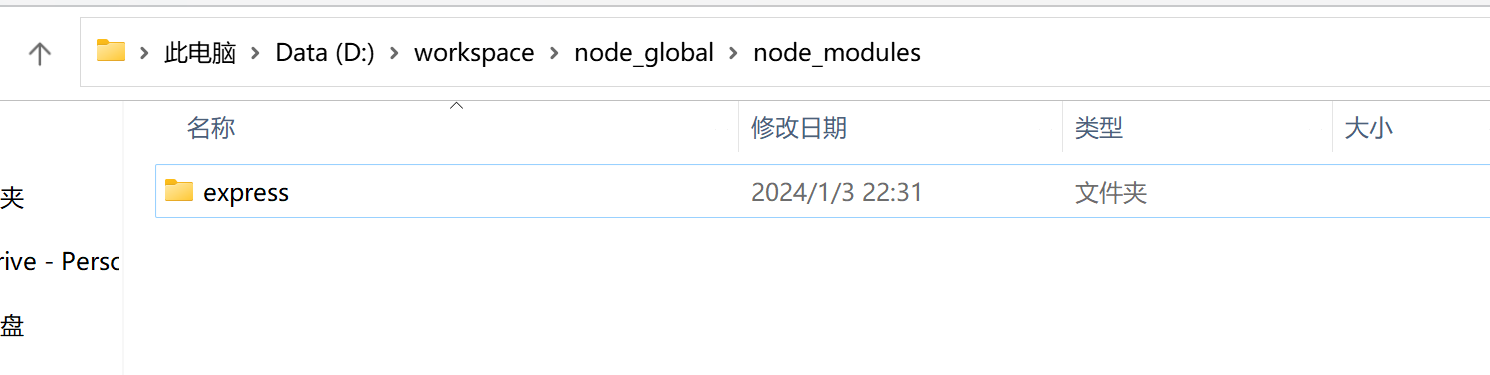 此电脑 > Data (D:) > workspace > node_global > node_modules
名称 修改日期 类型 大小
express 2024/1/3 22:31 文件夹
夹
rive - Persc
盘